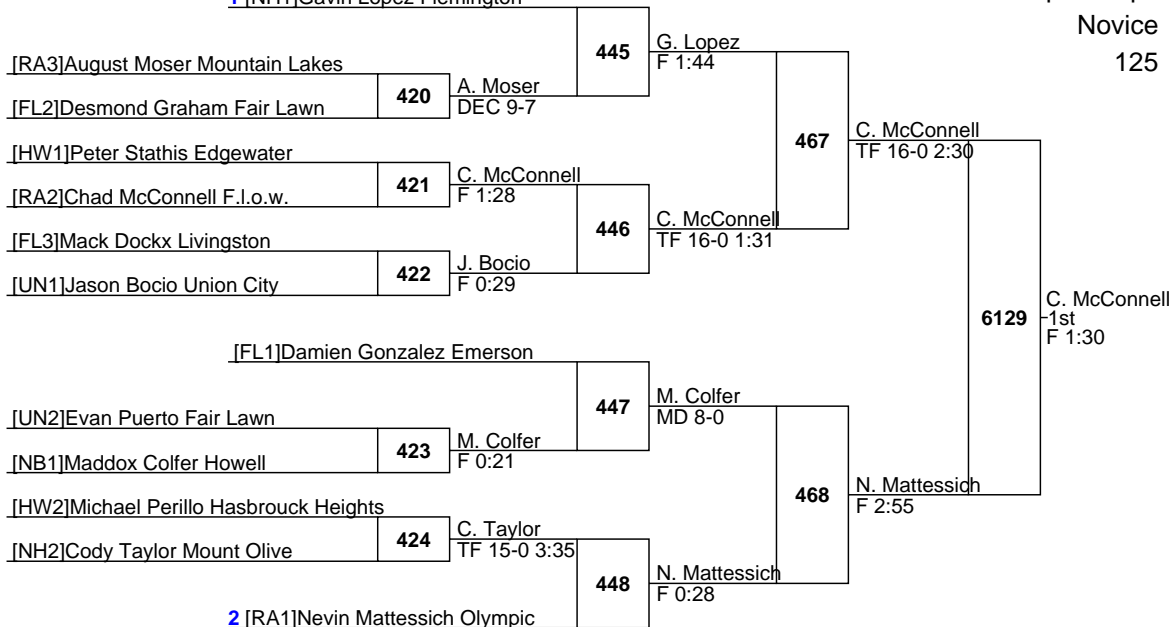 1 [NH1]Gavin Lopez Flemington
Novice
125
445
G. Lopez
F 1:44
[RA3]August Moser Mountain Lakes
420
A. Moser
DEC 9-7
[FL2]Desmond Graham Fair Lawn
467
C. McConnell
TF 16-0 2:30
[HW1]Peter Stathis Edgewater
421
C. McConnell
F 1:28
[RA2]Chad McConnell F.l.o.w.
446
C. McConnell
TF 16-0 1:31
[FL3]Mack Dockx Livingston
422
J. Bocio
F 0:29
[UN1]Jason Bocio Union City
6129
C. McConnell
1st
F 1:30
[FL1]Damien Gonzalez Emerson
447
M. Colfer
MD 8-0
[UN2]Evan Puerto Fair Lawn
423
M. Colfer
F 0:21
[NB1]Maddox Colfer Howell
468
N. Mattessich
F 2:55
[HW2]Michael Perillo Hasbrouck Heights
424
C. Taylor
TF 15-0 3:35
[NH2]Cody Taylor Mount Olive
448
N. Mattessich
F 0:28
2 [RA1]Nevin Mattessich Olympic